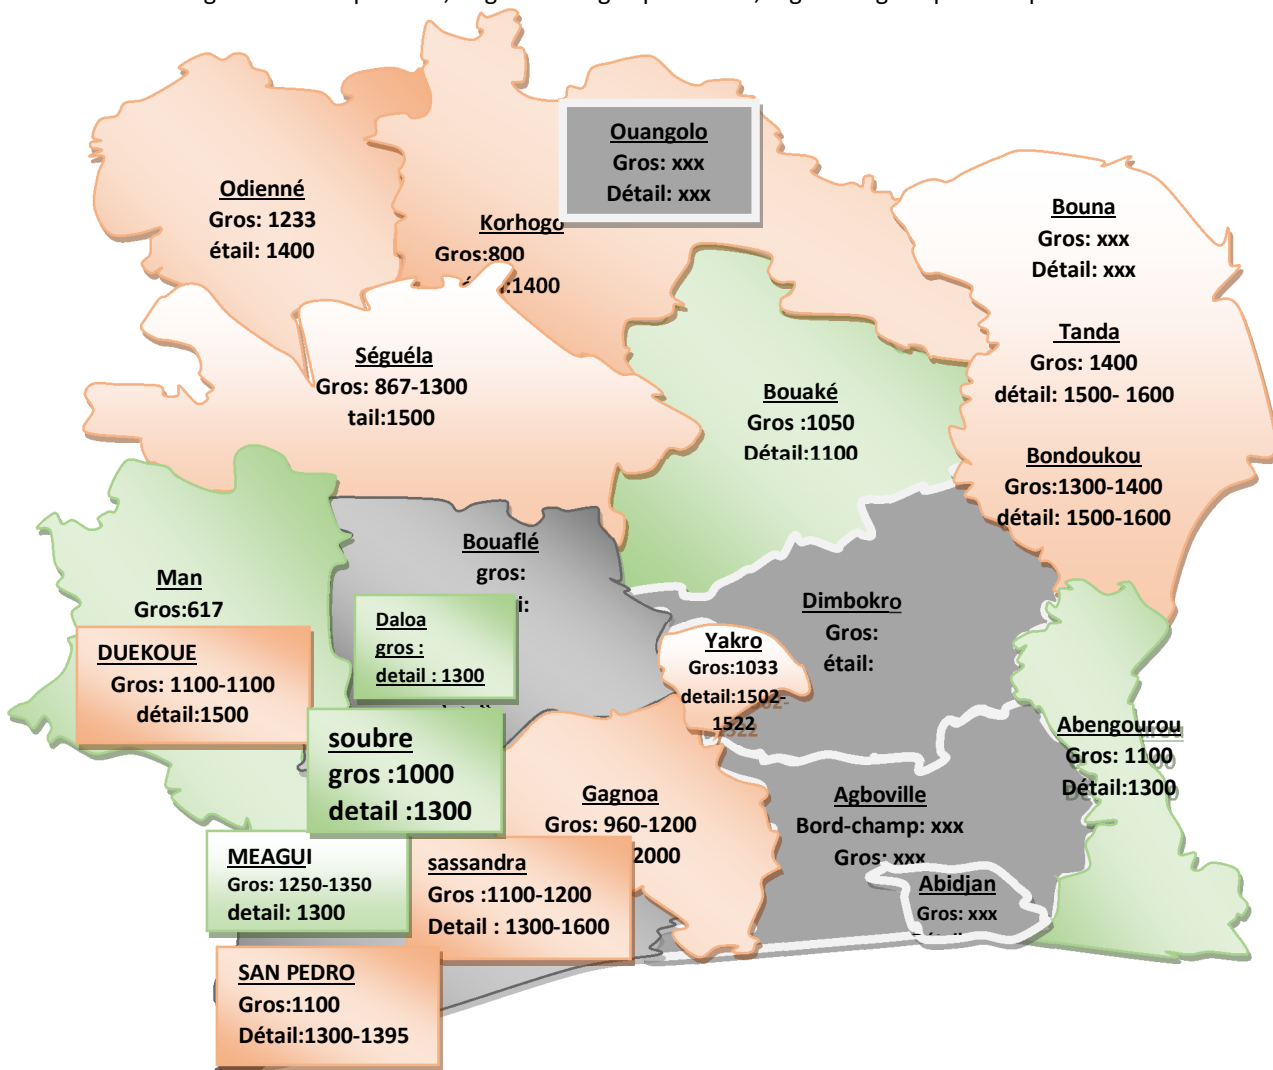 Ouangolo
Gros: xxx
Détail: xxx
Odienné
Gros: 1233
étail: 1400
Korhogo
Gros:800
:1400
Bouna
Gros: xxx
Détail: xxx
Tanda
Gros: 1400
détail: 1500- 1600
Bondoukou
Gros:1300-1400
détail: 1500-1600
Séguéla
Gros: 867-1300
tail:1500
Bouaké
Gros :1050
Détail:1100
Bouaflé
gros:
i:
Man
Gros:617
DUEKOUE
Gros: 1100-1100
détail:1500
Daloa
gros :
detail : 1300
Dimbokro
Gros:
étail:
Yakro
Gros:1033
detail:1502-
1522
soubre
gros :1000
detail :1300
Gagnoa
Gros: 960-1200
2000
Agboville
Bord-champ: xxx
Gros: xxx
Abengourou
Gros: 1100
Détail:1300
Abidjan
Gros: xxx
MEAGUI
Gros: 1250-1350
detail: 1300
sassandra
Gros :1100-1200
Detail : 1300-1600
SAN PEDRO
Gros:1100
Détail:1300-1395